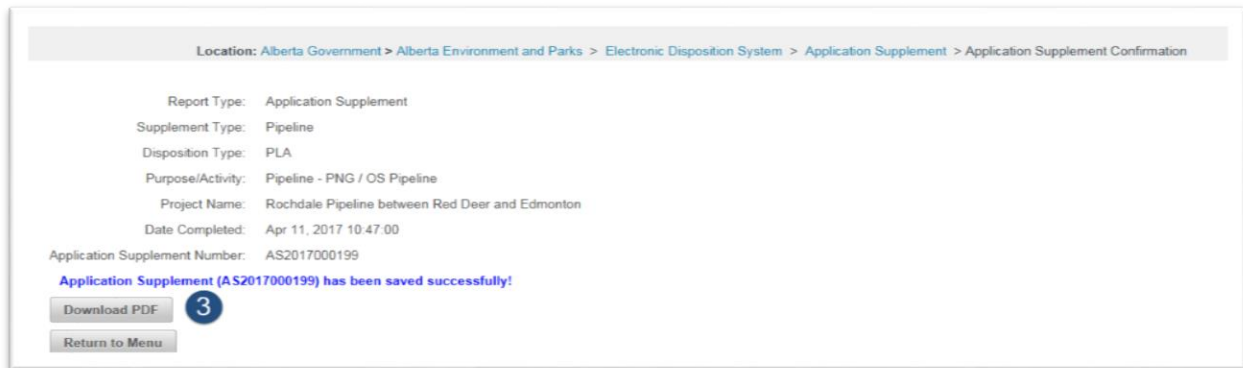 Location: Alberta Government > Alberta Environment and Parks > Electronic Disposition System > Application Supplement > Application Supplement Confirmation
Report Type: Application Supplement
Supplement Type: Pipeline
Disposition Type: PLA
Purpose/Activity: Pipeline - PNG / OS Pipeline
Project Name: Rochdale Pipeline between Red Deer and Edmonton
Date Completed: Apr 11, 2017 10:47:00
Application Supplement Number: AS2017000199
Application Supplement (AS2017000199) has been saved successfully!
Download PDF 3
Return to Menu